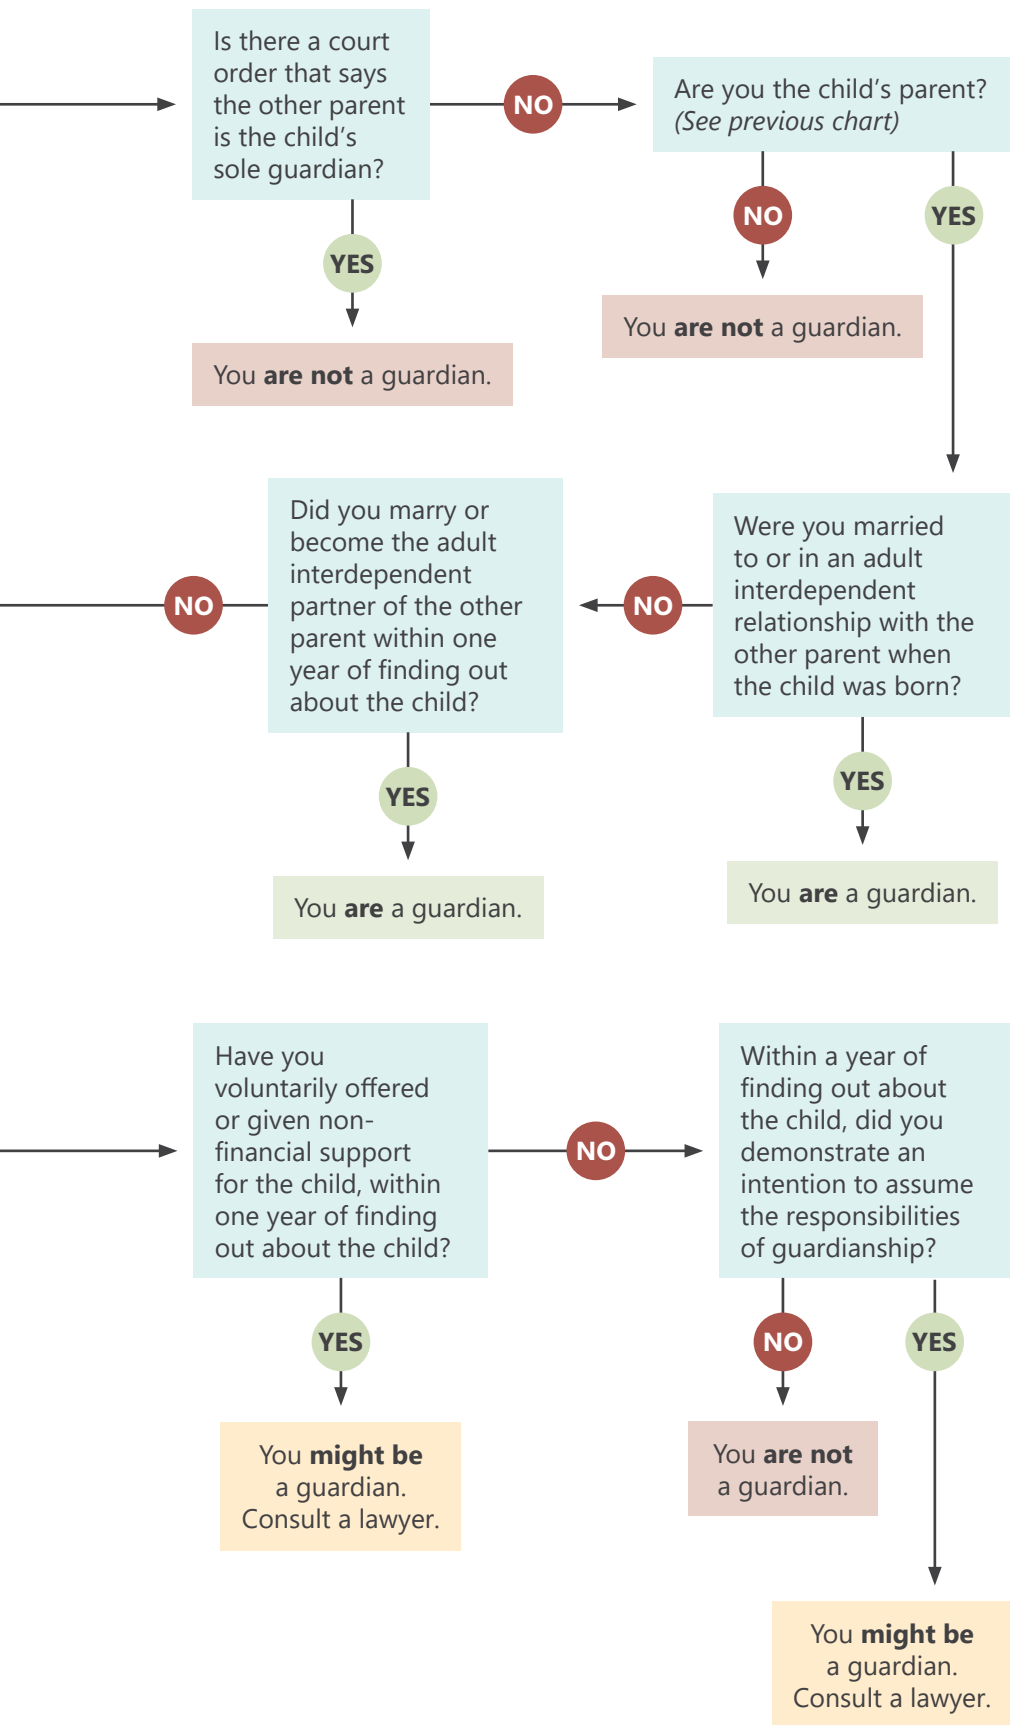 Is there a court
order that says
the other parent
is the child’s
sole guardian?
NO
Are you the child’s parent?
(See previous chart)
YES
You are not a guardian.
NO
You are not a guardian.
YES
Were you married
to or in an adult
interdependent
relationship with the
other parent when
the child was born?
NO
Did you marry or
become the adult
interdependent
partner of the other
parent within one
year of finding out
about the child?
NO
YES
You are a guardian.
YES
You are a guardian.
Have you
voluntarily offered
or given non-
financial support
for the child, within
one year of finding
out about the child?
NO
Within a year of
finding out about
the child, did you
demonstrate an
intention to assume
the responsibilities
of guardianship?
YES
You might be
a guardian.
Consult a lawyer.
NO
You are not
a guardian.
YES
You might be
a guardian.
Consult a lawyer.